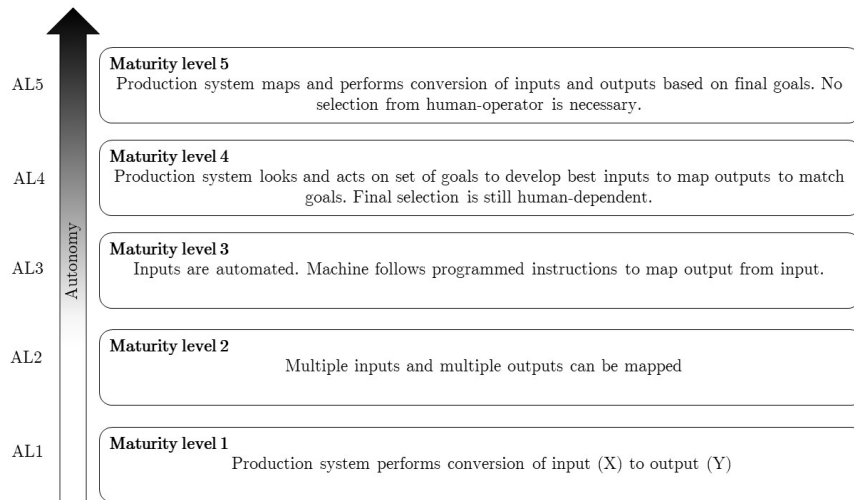 AL5
Maturity level 5
Production system maps and performs conversion of inputs and outputs based on final goals. No
selection from human-operator is necessary.
AL4
Maturity level 4
Production system looks and acts on set of goals to develop best inputs to map outputs to match
goals. Final selection is still human-dependent.
Autonomy
AL3
Maturity level 3
Inputs are automated. Machine follows programmed instructions to map output from input.
AL2
Maturity level 2
Multiple inputs and multiple outputs can be mapped
AL1
Maturity level 1
Production system performs conversion of input (X) to output (Y)